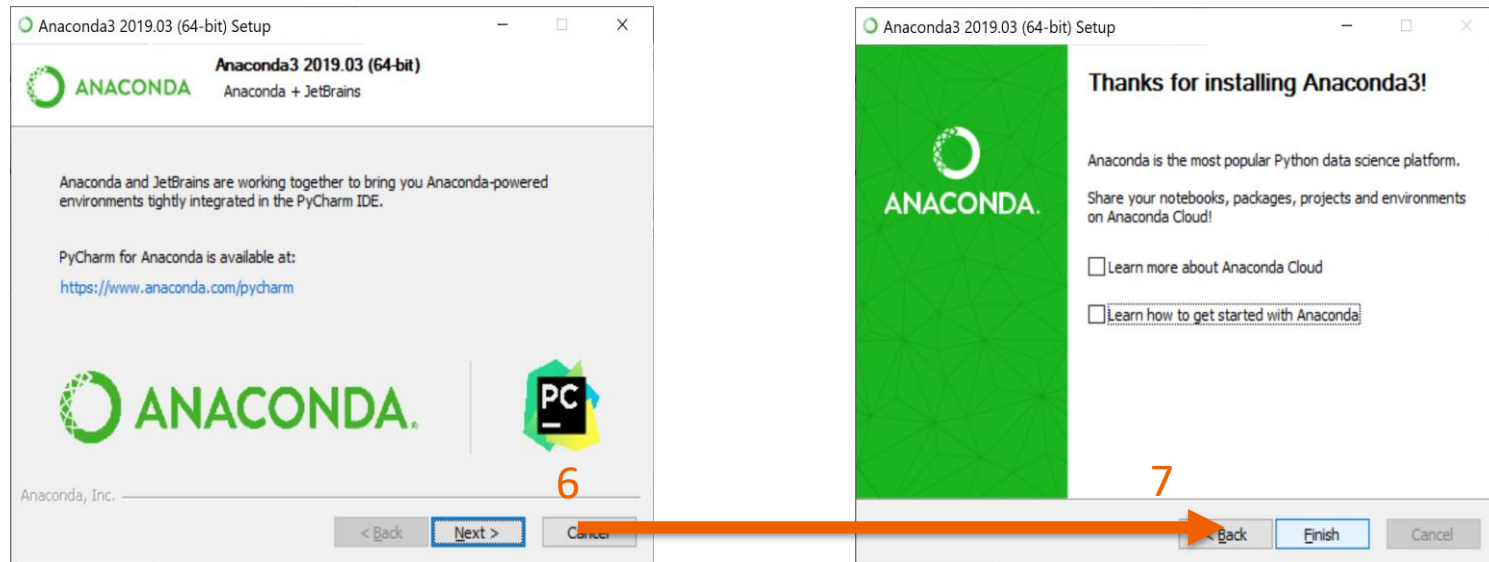 Anaconda3 2019.03 (64-bit) Setup
ANACONDA
Anaconda3 2019.03 (64-bit)
Anaconda + JetBrains
Anaconda and JetBrains are working together to bring you Anaconda-powered
environments tightly integrated in the PyCharm IDE.
PyCharm for Anaconda is available at:
https://www.anaconda.com/pycharm
ANACONDA.
PC
6
Anaconda, Inc.
< Back
Next >
Cancel
Anaconda3 2019.03 (64-bit) Setup
ANACONDA.
Thanks for installing Anaconda3!
Anaconda is the most popular Python data science platform.
Share your notebooks, packages, projects and environments
on Anaconda Cloud!
Learn more about Anaconda Cloud
Learn how to get started with Anaconda
7
< Back
Finish
Cancel